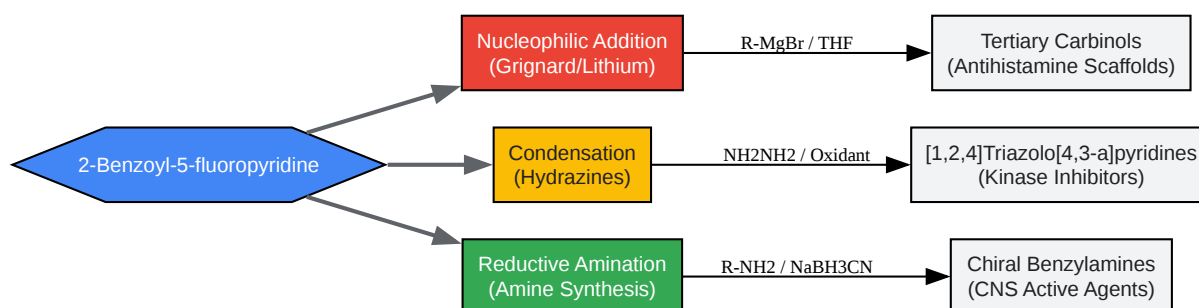 Nucleophilic Addition
(Grignard/Lithium)
R-MgBr / THF
Tertiary Carbinols
(Antihistamine Scaffolds)
2-Benzoyl-5-fluoropyridine
Condensation
(Hydrazines)
NH2NH2 / Oxidant
[1,2,4]Triazolo[4,3-a]pyridines
(Kinase Inhibitors)
Reductive Amination
(Amine Synthesis)
R-NH2 / NaBH3CN
Chiral Benzylamines
(CNS Active Agents)